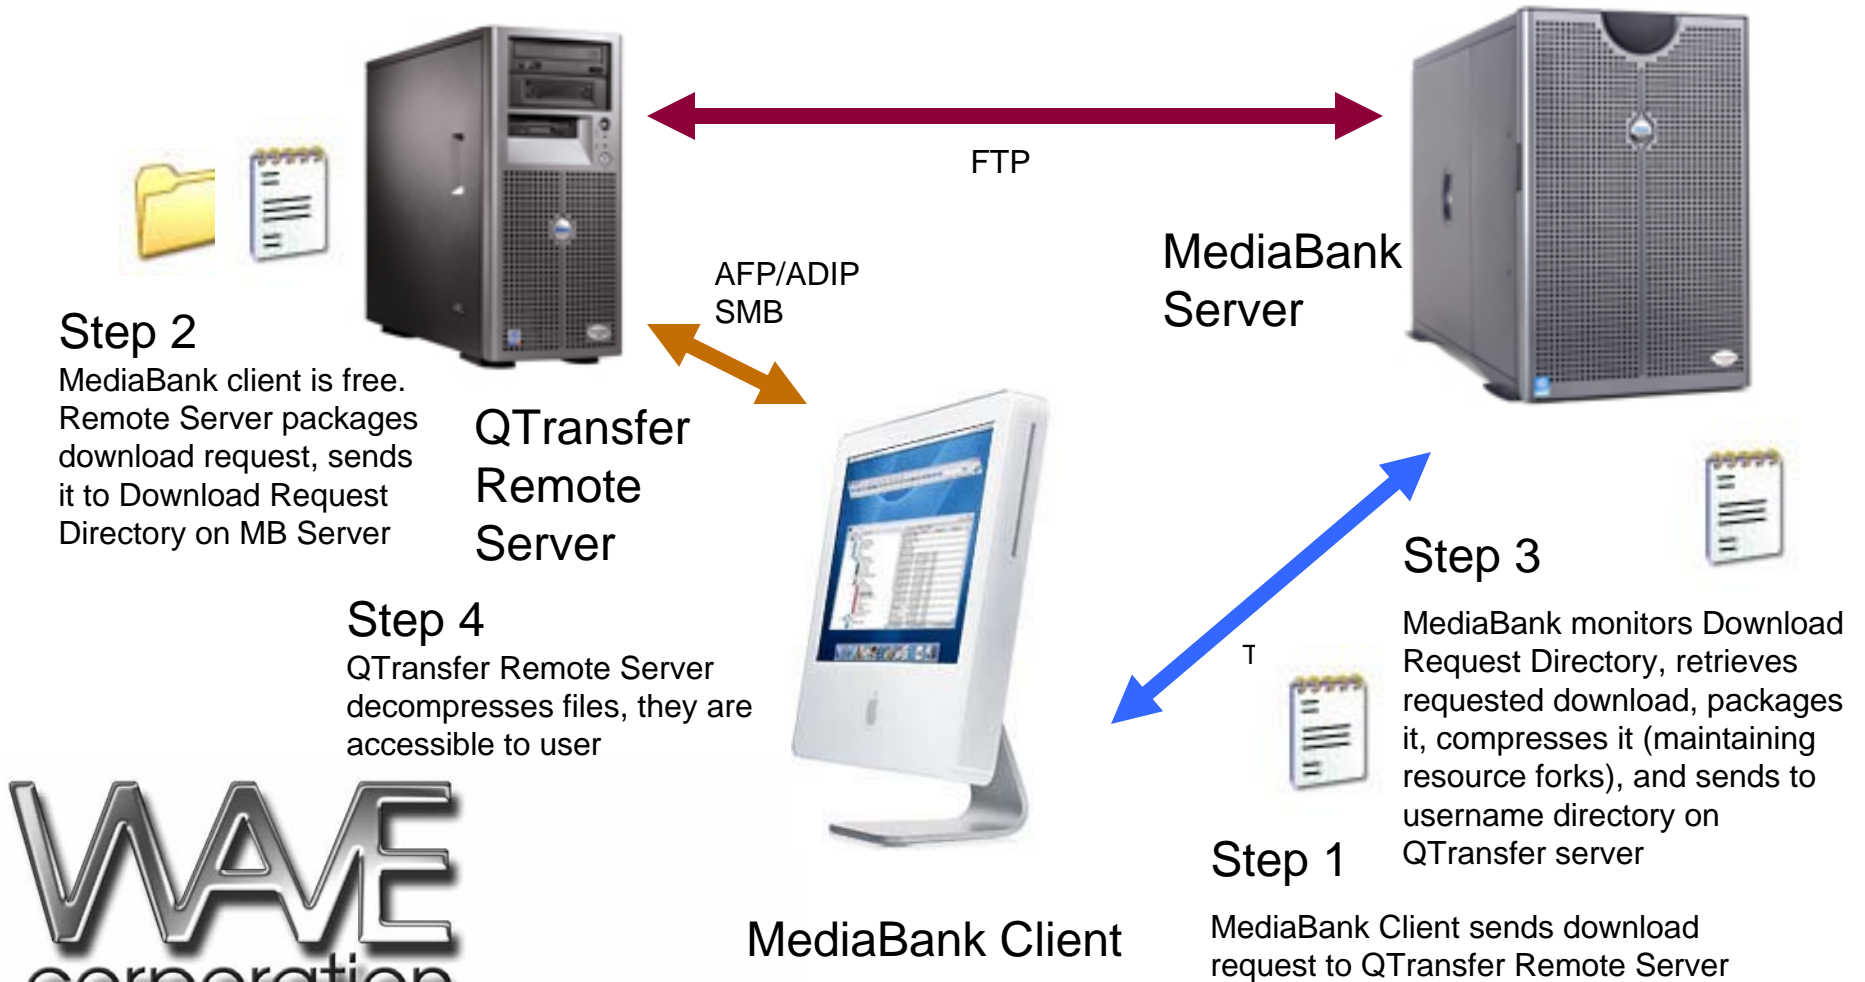 FTP
AFP/ADIP
SMB
MediaBank
Server
Step 2
MediaBank client is free.
Remote Server packages
download request, sends
it to Download Request
Directory on MB Server
QTransfer
Remote
Server
Step 4
QTransfer Remote Server
decompresses files, they are
accessible to user
Step 3
MediaBank monitors Download
Request Directory, retrieves
requested download, packages
it, compresses it (maintaining
resource forks), and sends to
username directory on
QTransfer server
T
Step 1
MediaBank Client sends download
request to QTransfer Remote Server
MediaBank Client
WAVE
corporation